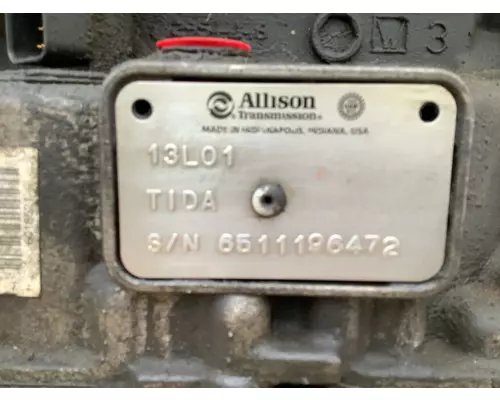 3
Allison
Transmission®
MADE IN INDIANAPOLIS, INDIANA, USA
13L01
TIDA
S/N 6511196472